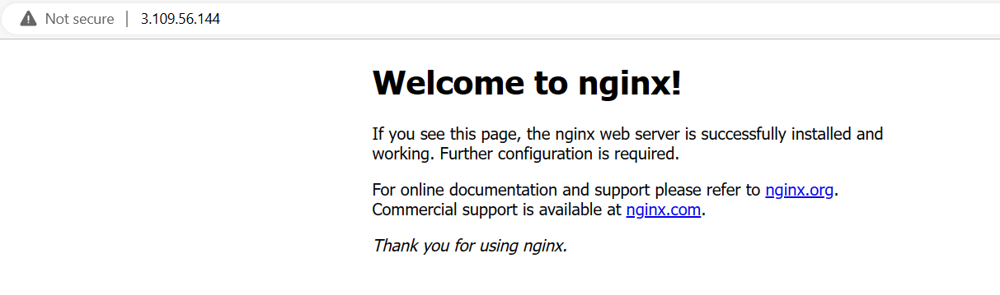 Not secure | 3.109.56.144
Welcome to nginx!
If you see this page, the nginx web server is successfully installed and
working. Further configuration is required.
For online documentation and support please refer to nginx.org.
Commercial support is available at nginx.com.
Thank you for using nginx.